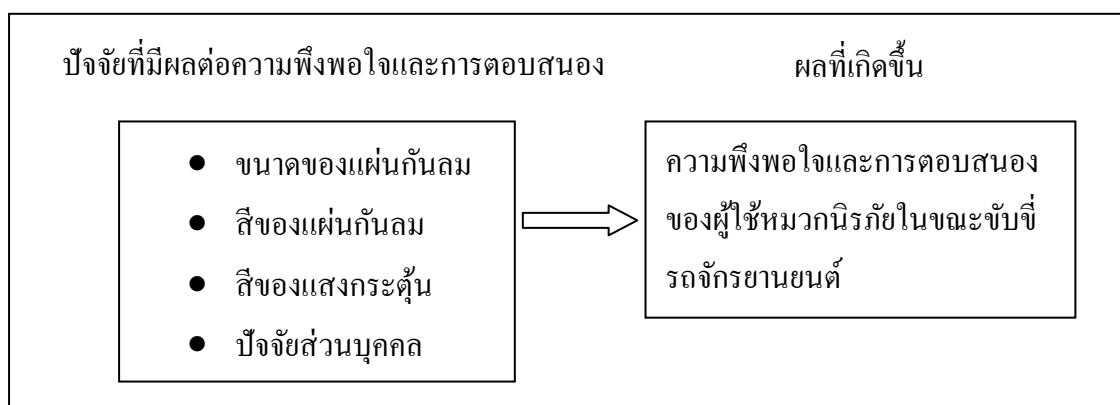 ปัจจัยที่มีผลต่อความพึงพอใจและการตอบสนอง
ผลที่เกิดขึ้น
● ขนาดของแผ่นกันลม
● สีของแผ่นกันลม
● สีของแสงกระตุ้น
● ปัจจัยส่วนบุคคล
ความพึงพอใจและการตอบสนอง
ของผู้ใช้หมวกนิรภัยในขณะขับขี่
รถจักรยานยนต์